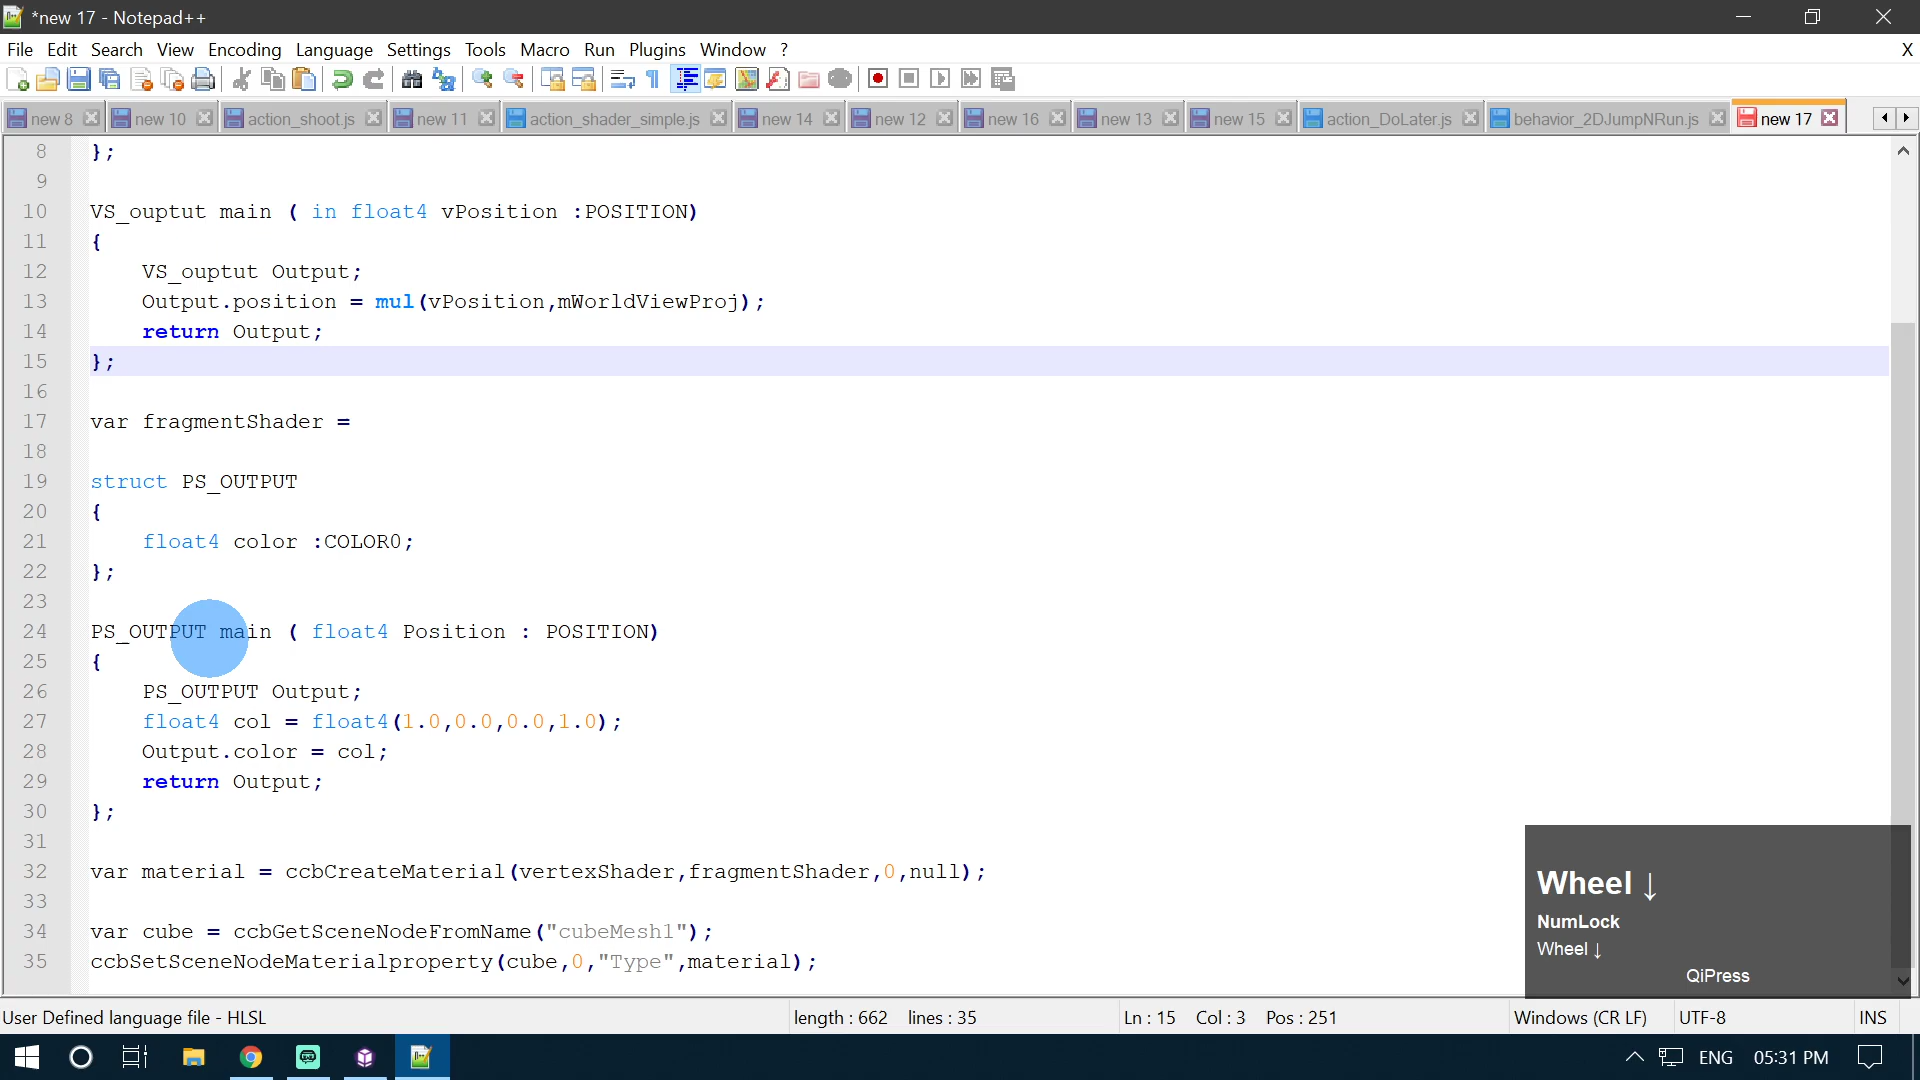 *new 17 - Notepad++
File Edit Search View Encoding Language Settings Tools Macro Run Plugins Window ? X
new 8 new 10 action_shoot.js new 11 action_shader_simple.js new 14 new 12 new 16 new 13 new 15 action_DoLater.js behavior_2DJumpNRun.js new 17
8 };
9
10 VS_ouptut main ( in float4 vPosition :POSITION)
11 {
12 VS_ouptut Output;
13 Output.position = mul(vPosition,mWorldViewProj);
14 return Output;
15 };
16
17 var fragmentShader =
18
19 struct PS_OUTPUT
20 {
21 float4 color :COLOR0;
22 };
23
24 PS_OUTPUT main ( float4 Position : POSITION)
25 {
26 PS_OUTPUT Output;
27 float4 col = float4(1.0,0.0,0.0,1.0);
28 Output.color = col;
29 return Output;
30 };
31
32 var material = ccbCreateMaterial(vertexShader,fragmentShader,0,null);
33
34 var cube = ccbGetSceneNodeFromName("cubeMesh1");
35 ccbSetSceneNodeMaterialproperty(cube,0,"Type",material);
Wheel ↓
NumLock
Wheel ↓
QiPress
User Defined language file - HLSL length : 662 lines : 35 Ln : 15 Col : 3 Pos : 251 Windows (CR LF) UTF-8 INS
ENG 05:31 PM